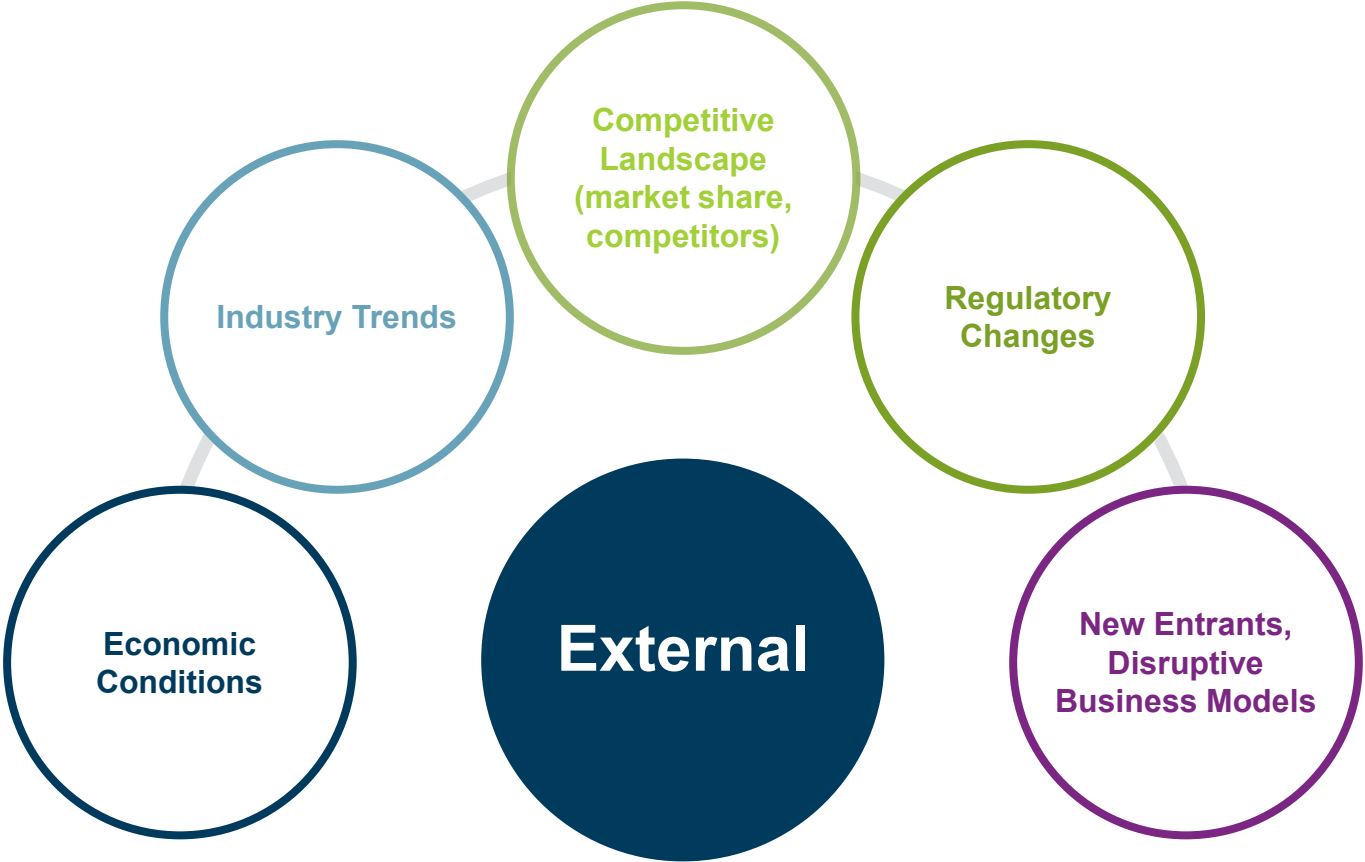 Competitive
Landscape
(market share,
competitors)
Industry Trends
Regulatory
Changes
Economic
Conditions
External
New Entrants,
Disruptive
Business Models